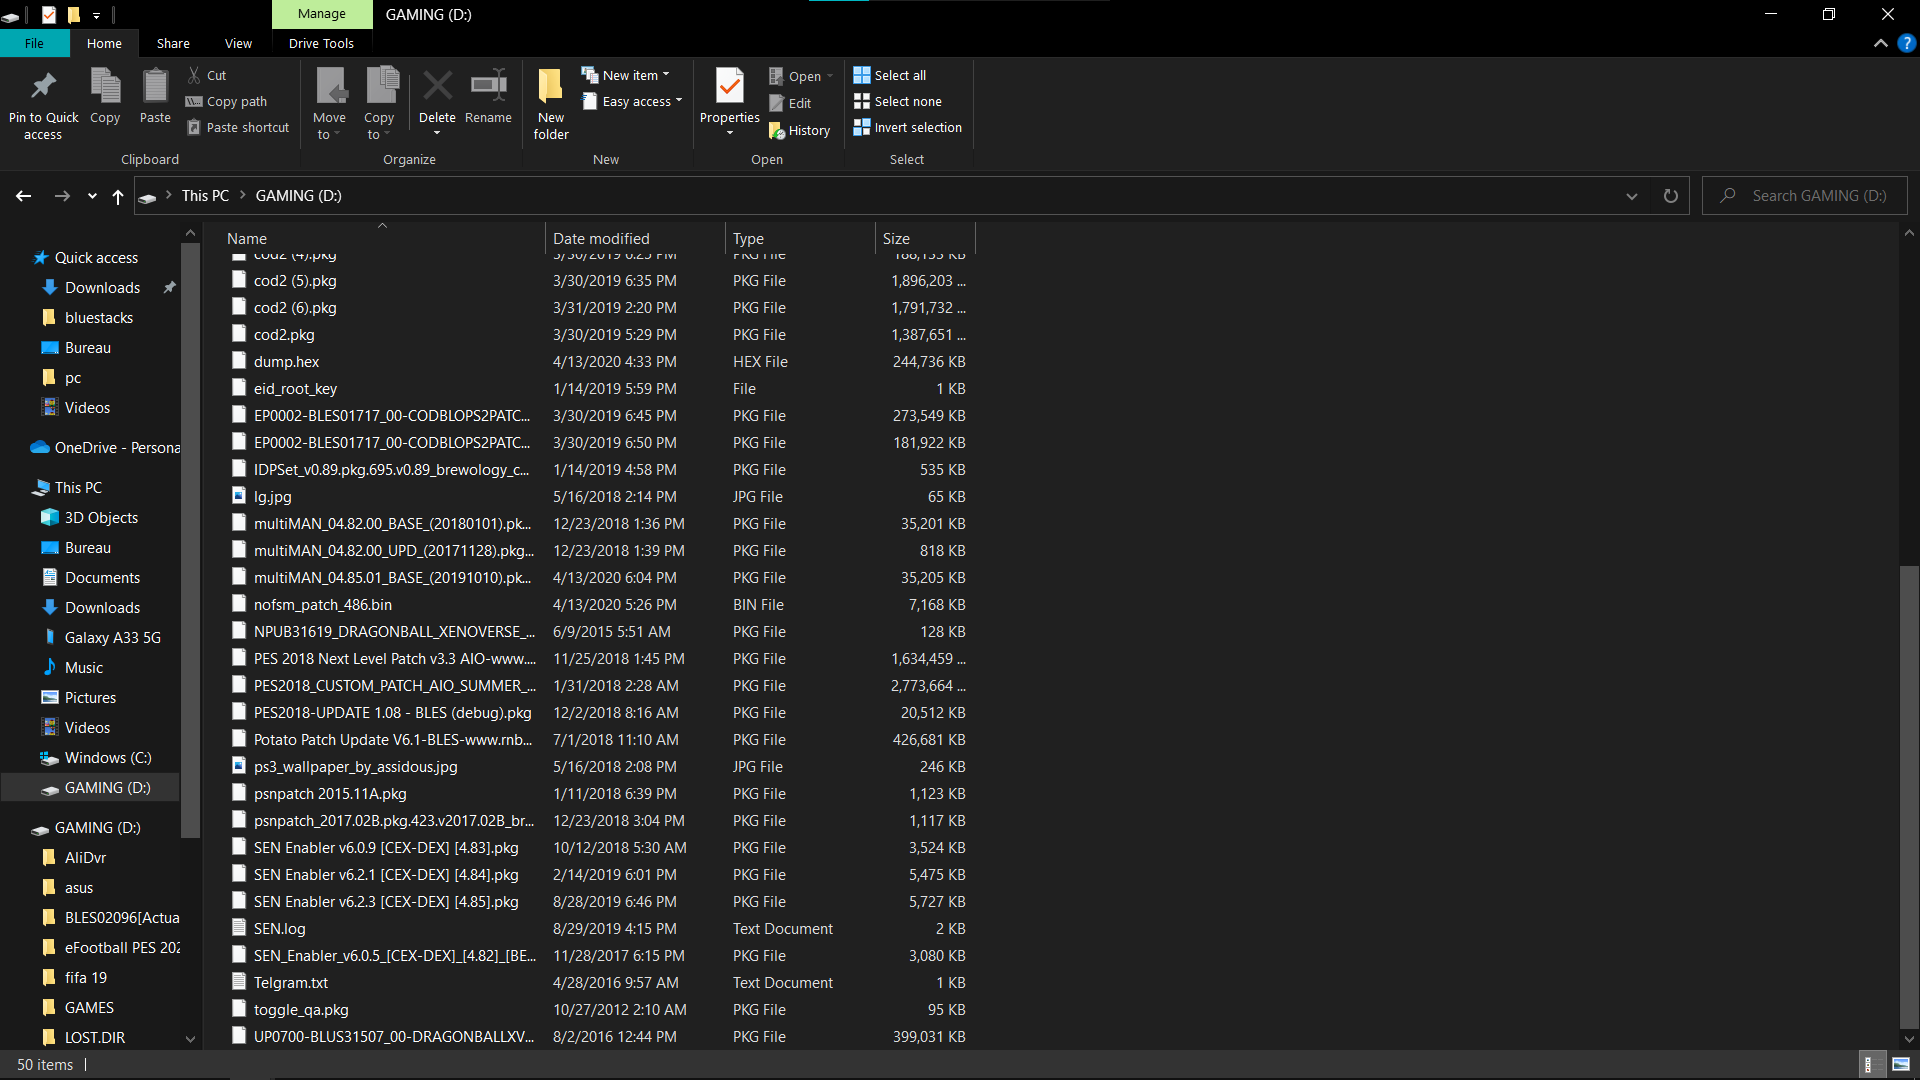 Manage
GAMING (D:)
File
Home
Share
View
Drive Tools
Pin to Quick access
Copy
Paste
Cut
Copy path
Paste shortcut
Clipboard
Move to
Copy to
Delete
Rename
Organize
New folder
New item
Easy access
New
Properties
Open
Edit
History
Open
Select all
Select none
Invert selection
Select
This PC
GAMING (D:)
Search GAMING (D:)
Quick access
Downloads
bluestacks
Bureau
pc
Videos
OneDrive - Persona
This PC
3D Objects
Bureau
Documents
Downloads
Galaxy A33 5G
Music
Pictures
Videos
Windows (C:)
GAMING (D:)
GAMING (D:)
AliDvr
asus
BLES02096[Actua
eFootball PES 202
fifa 19
GAMES
LOST.DIR
Name Date modified Type Size
cod2 (4).pkg 3/30/2019 6:25 PM PKG File 188,155 KB
cod2 (5).pkg 3/30/2019 6:35 PM PKG File 1,896,203 ...
cod2 (6).pkg 3/31/2019 2:20 PM PKG File 1,791,732 ...
cod2.pkg 3/30/2019 5:29 PM PKG File 1,387,651 ...
dump.hex 4/13/2020 4:33 PM HEX File 244,736 KB
eid_root_key 1/14/2019 5:59 PM File 1 KB
EP0002-BLES01717_00-CODBLOPS2PATC... 3/30/2019 6:45 PM PKG File 273,549 KB
EP0002-BLES01717_00-CODBLOPS2PATC... 3/30/2019 6:50 PM PKG File 181,922 KB
IDPSet_v0.89.pkg.695.v0.89_brewology_c... 1/14/2019 4:58 PM PKG File 535 KB
lg.jpg 5/16/2018 2:14 PM JPG File 65 KB
multiMAN_04.82.00_BASE_(20180101).pk... 12/23/2018 1:36 PM PKG File 35,201 KB
multiMAN_04.82.00_UPD_(20171128).pkg... 12/23/2018 1:39 PM PKG File 818 KB
multiMAN_04.85.01_BASE_(20191010).pk... 4/13/2020 6:04 PM PKG File 35,205 KB
nofsm_patch_486.bin 4/13/2020 5:26 PM BIN File 7,168 KB
NPUB31619_DRAGONBALL_XENOVERSE_... 6/9/2015 5:51 AM PKG File 128 KB
PES 2018 Next Level Patch v3.3 AIO-www.... 11/25/2018 1:45 PM PKG File 1,634,459 ...
PES2018_CUSTOM_PATCH_AIO_SUMMER_... 1/31/2018 2:28 AM PKG File 2,773,664 ...
PES2018-UPDATE 1.08 - BLES (debug).pkg 12/2/2018 8:16 AM PKG File 20,512 KB
Potato Patch Update V6.1-BLES-www.rnb... 7/1/2018 11:10 AM PKG File 426,681 KB
ps3_wallpaper_by_assidous.jpg 5/16/2018 2:08 PM JPG File 246 KB
psnpatch 2015.11A.pkg 1/11/2018 6:39 PM PKG File 1,123 KB
psnpatch_2017.02B.pkg.423.v2017.02B_br... 12/23/2018 3:04 PM PKG File 1,117 KB
SEN Enabler v6.0.9 [CEX-DEX] [4.83].pkg 10/12/2018 5:30 AM PKG File 3,524 KB
SEN Enabler v6.2.1 [CEX-DEX] [4.84].pkg 2/14/2019 6:01 PM PKG File 5,475 KB
SEN Enabler v6.2.3 [CEX-DEX] [4.85].pkg 8/28/2019 6:46 PM PKG File 5,727 KB
SEN.log 8/29/2019 4:15 PM Text Document 2 KB
SEN_Enabler_v6.0.5_[CEX-DEX]_[4.82]_[BE... 11/28/2017 6:15 PM PKG File 3,080 KB
Telgram.txt 4/28/2016 9:57 AM Text Document 1 KB
toggle_qa.pkg 10/27/2012 2:10 AM PKG File 95 KB
UP0700-BLUS31507_00-DRAGONBALLXV... 8/2/2016 12:44 PM PKG File 399,031 KB
50 items